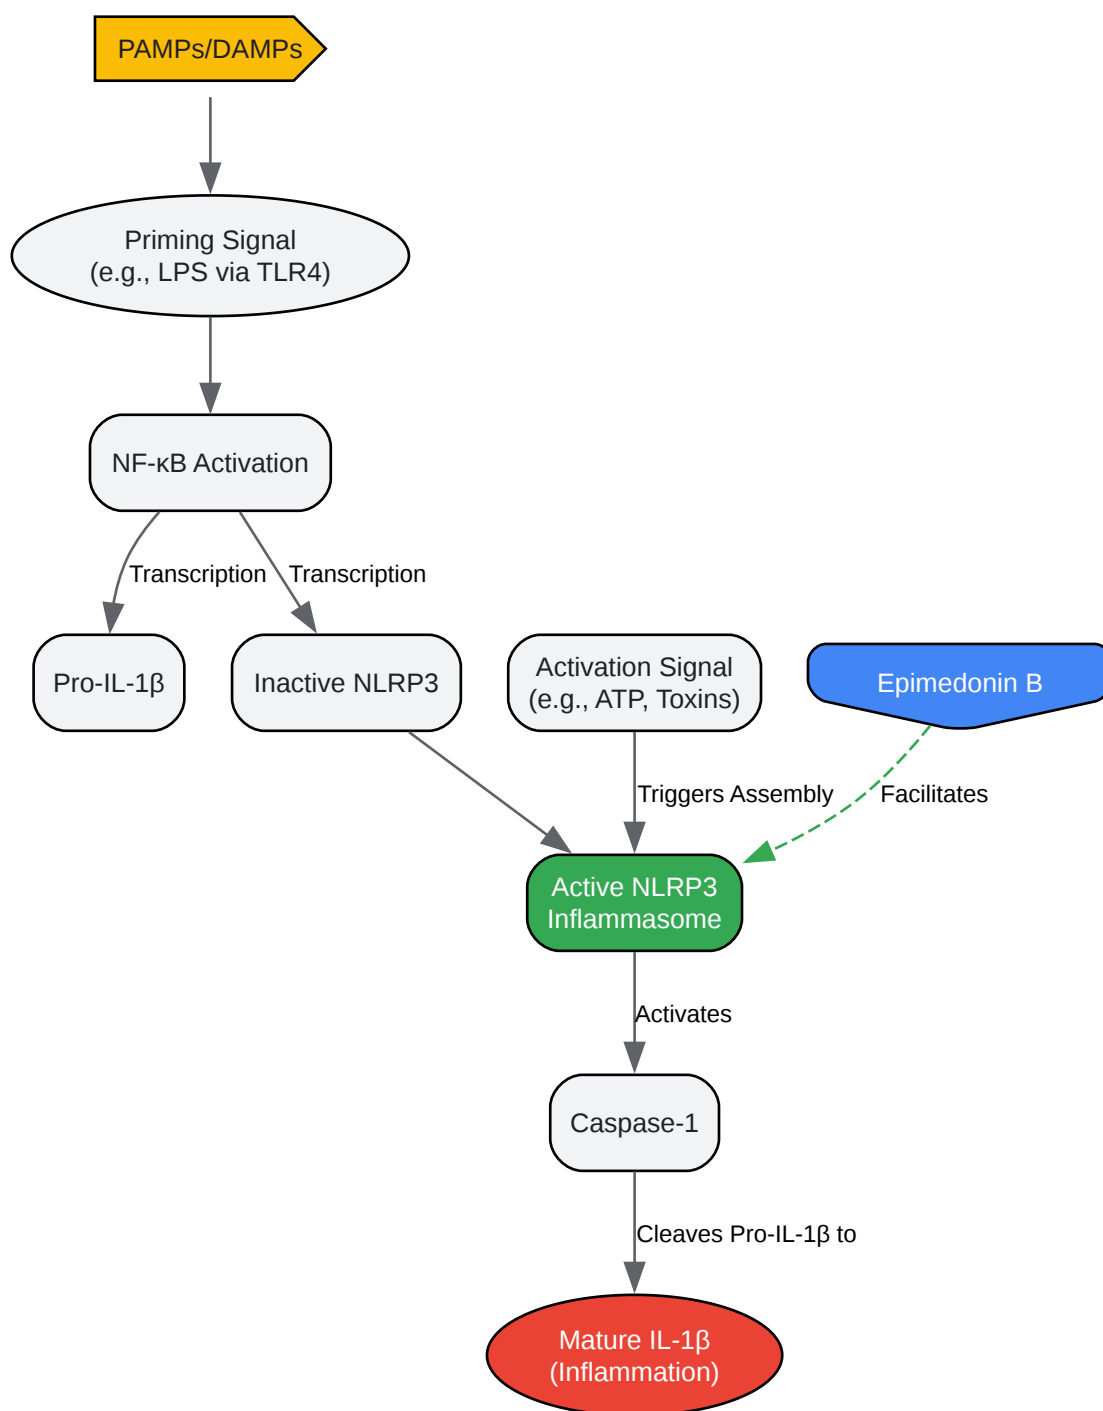 PAMPs/DAMPs
Priming Signal
(e.g., LPS via TLR4)
NF-κB Activation
Transcription
Transcription
Pro-IL-1β
Inactive NLRP3
Activation Signal
(e.g., ATP, Toxins)
Epimedonin B
Triggers Assembly
Facilitates
Active NLRP3
Inflammasome
Activates
Caspase-1
Cleaves Pro-IL-1β to
Mature IL-1β
(Inflammation)